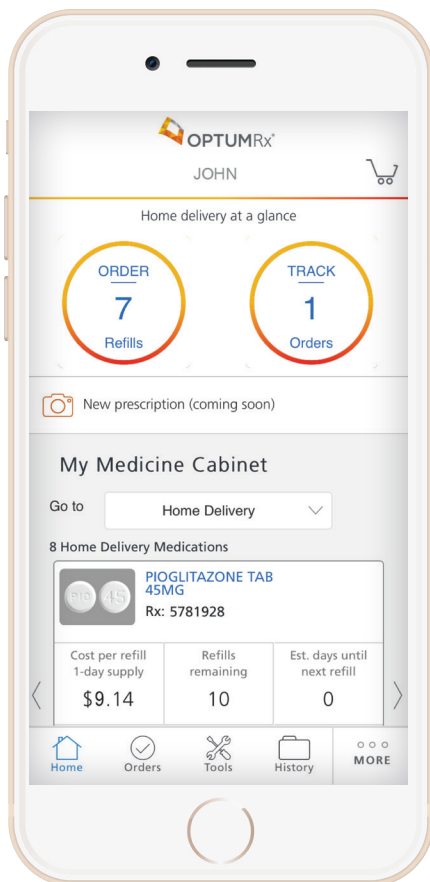 OPTUMRx®
JOHN
Home delivery at a glance
ORDER
7
Refills
TRACK
1
Orders
New prescription (coming soon)
My Medicine Cabinet
Go to
Home Delivery
8 Home Delivery Medications
PIO 45
PIOGLITAZONE TAB
45MG
Rx: 5781928
Cost per refill
1-day supply
$9.14
Refills
remaining
10
Est. days until
next refill
0
Home
Orders
Tools
History
MORE